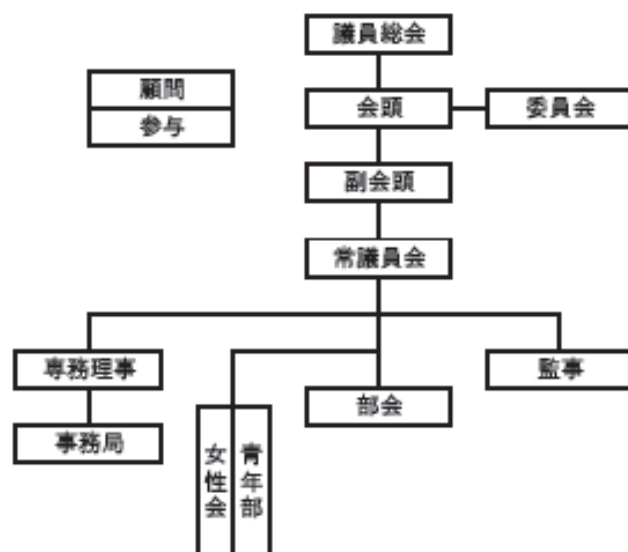 議員総会
顧問
参与
会頭
委員会
副会頭
常議員会
専務理事
監事
部会
事務局
女性会
青年部